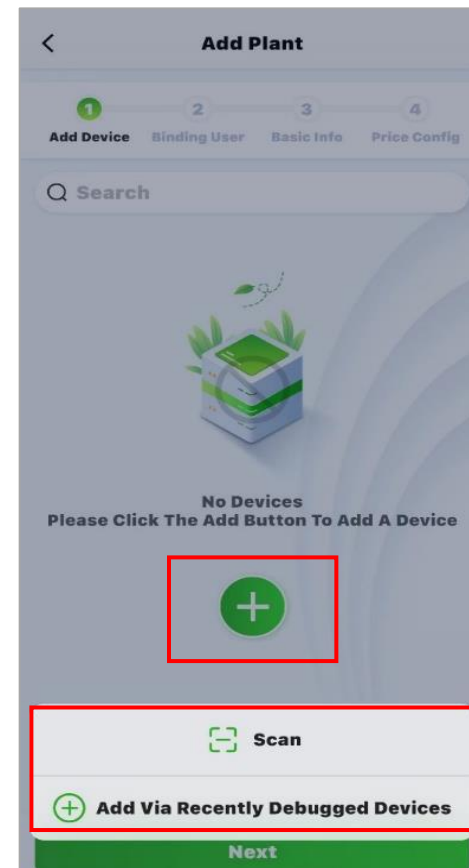 Add Plant
1 2 3 4
Add Device Binding User Basic Info Price Config
Search
No Devices
Please Click The Add Button To Add A Device
Scan
Add Via Recently Debugged Devices
Next